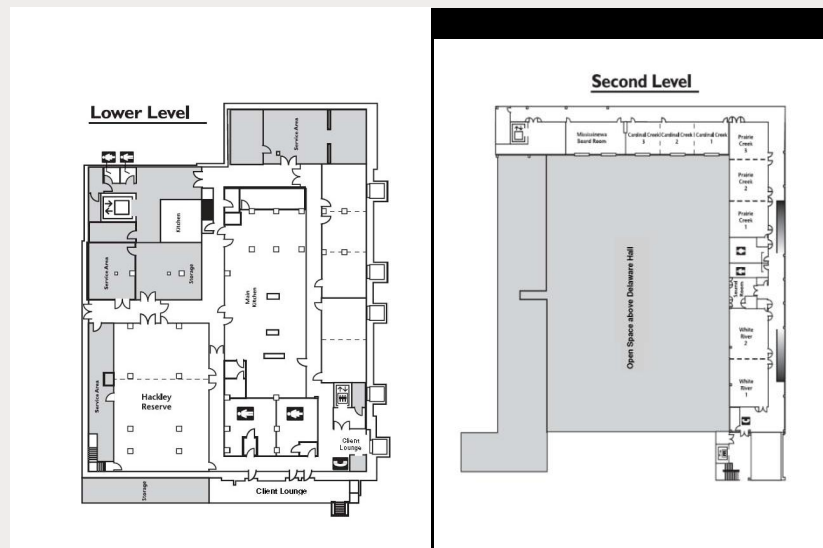 Lower Level
Service Area
Kitchen
Service Area
Storage
Main
Kitchen
Service Area
Hackley
Reserve
Client
Lounge
Storage
Client Lounge
Second Level
Mississinewa
Board Room
Cardinal Creek
3
Cardinal Creek
2
Cardinal Creek
1
Prairie
Creek
3
Prairie
Creek
2
Prairie
Creek
1
Sound
Room
Open Space above Delaware Hall
White
River
2
White
River
1